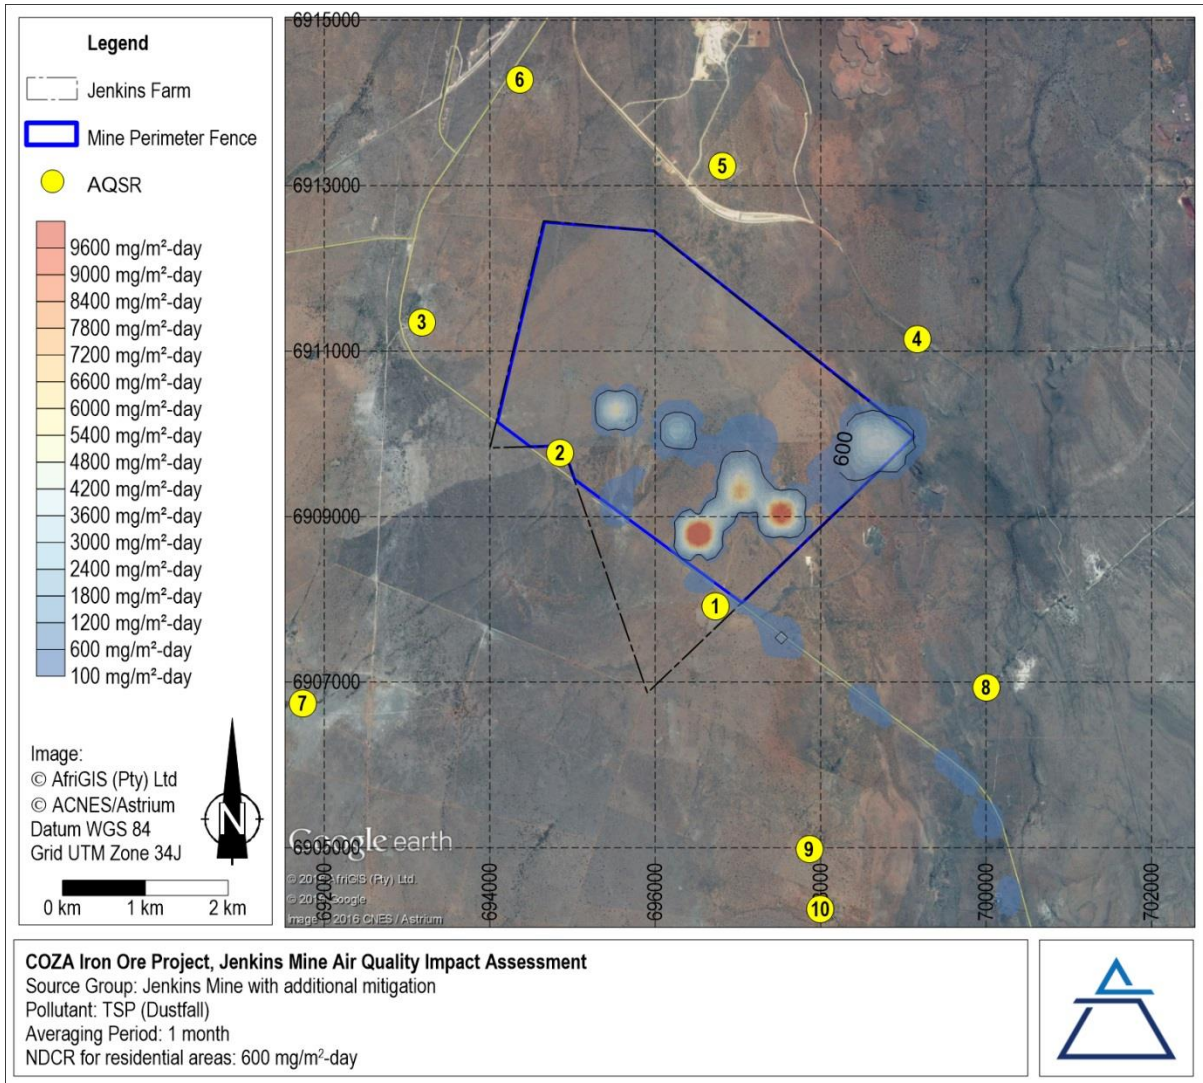 Legend
Jenkins Farm
Mine Perimeter Fence
AQSR
9600 mg/m²-day
9000 mg/m²-day
8400 mg/m²-day
7800 mg/m²-day
7200 mg/m²-day
6600 mg/m²-day
6000 mg/m²-day
5400 mg/m²-day
4800 mg/m²-day
4200 mg/m²-day
3600 mg/m²-day
3000 mg/m²-day
2400 mg/m²-day
1800 mg/m²-day
1200 mg/m²-day
600 mg/m²-day
100 mg/m²-day
Image:
© AfriGIS (Pty) Ltd
© ACNES/Astrium
Datum WGS 84
Grid UTM Zone 34J
N
0 km 1 km 2 km
6915000
6
5
6913000
3
4
6911000
2
600
6909000
1
6907000
8
7
Google earth
6905000
9
10
692000
694000
696000
700000
702000
Ltd.
Google
2016 CNES / Astrium
COZA Iron Ore Project, Jenkins Mine Air Quality Impact Assessment
Source Group: Jenkins Mine with additional mitigation
Pollutant: TSP (Dustfall)
Averaging Period: 1 month
NDCR for residential areas: 600 mg/m²-day